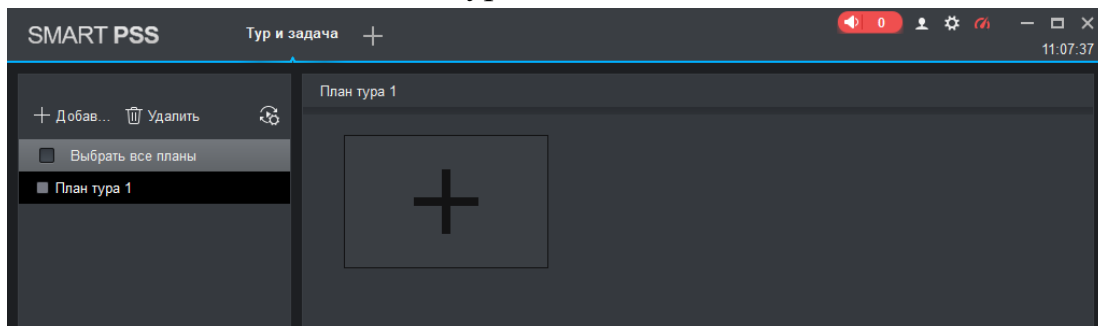 SMART PSS Тур и задача 0
11:07:37
План тура 1
Добав... Удалить
Выбрать все планы
План тура 1